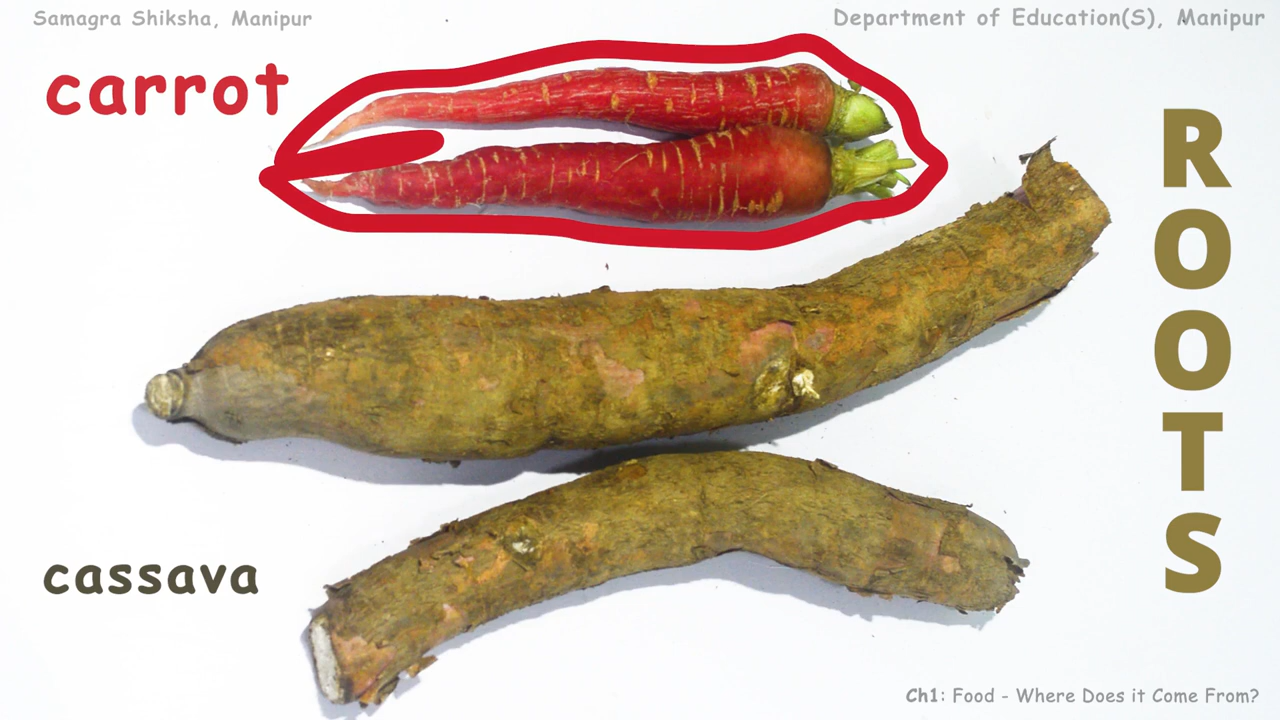 Samagra Shiksha, Manipur
Department of Education(S), Manipur
carrot
ROOTS
cassava
Ch1: Food - Where Does it Come From?